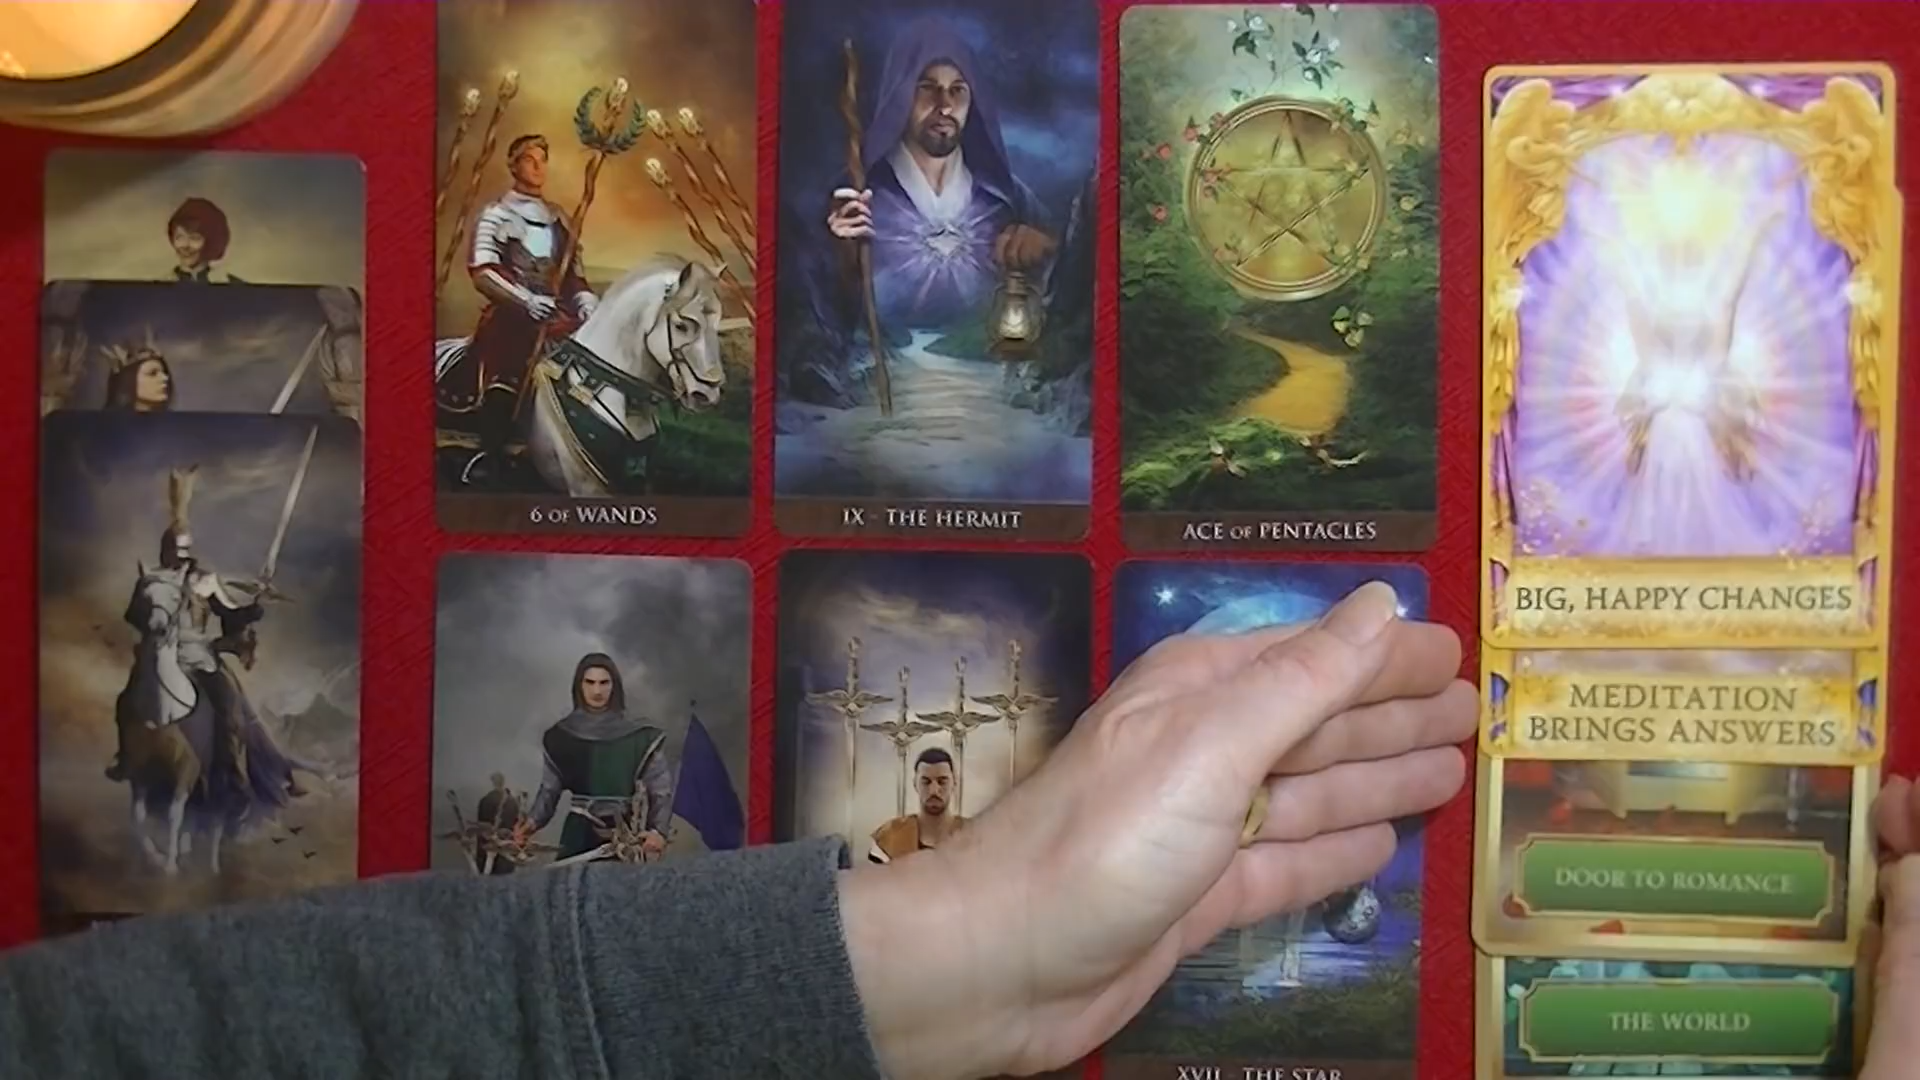 6 OF WANDS
IX - THE HERMIT
ACE OF PENTACLES
BIG, HAPPY CHANGES
MEDITATION
BRINGS ANSWERS
DOOR TO ROMANCE
THE WORLD
XVII - THE STAR